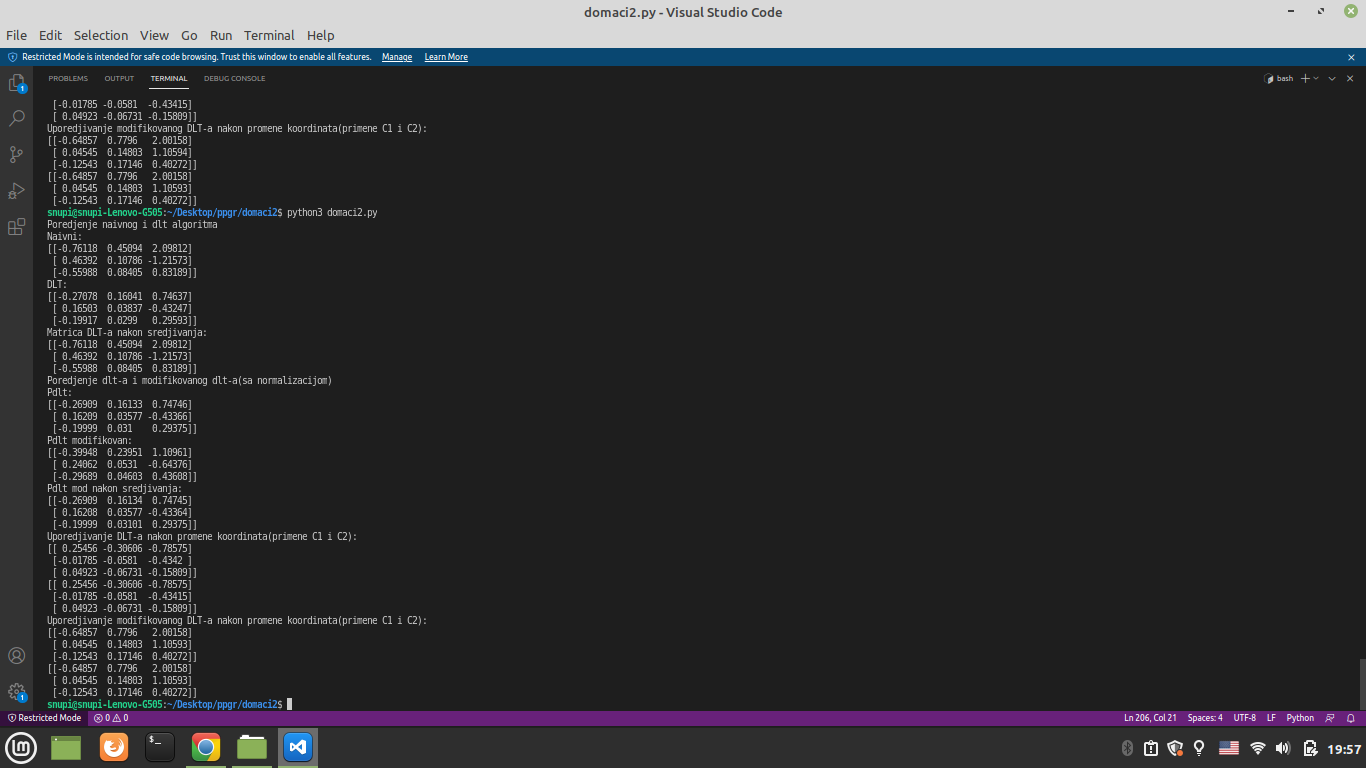 domaci2.py - Visual Studio Code
File Edit Selection View Go Run Terminal Help
Restricted Mode is intended for safe code browsing. Trust this window to enable all features. Manage Learn More
PROBLEMS OUTPUT TERMINAL DEBUG CONSOLE
bash
1
[-0.01785 -0.0581 -0.43415]
[ 0.04923 -0.06731 -0.15809]]
Uporedjivanje modifikovanog DLT-a nakon promene koordinata(primene C1 i C2):
[[-0.64857 0.7796 2.00158]
[ 0.04545 0.14803 1.10594]
[-0.12543 0.17146 0.40272]]
[[-0.64857 0.7796 2.00158]
[ 0.04545 0.14803 1.10593]
[-0.12543 0.17146 0.40272]]
snupi@snupi-Lenovo-G505:~/Desktop/ppgr/domaci2$ python3 domaci2.py
Poredjenje naivnog i dlt algoritma
Naivni:
[[-0.76118 0.45094 2.09812]
[ 0.46392 0.10786 -1.21573]
[-0.55988 0.08405 0.83189]]
DLT:
[[-0.27078 0.16041 0.74637]
[ 0.16503 0.03837 -0.43247]
[-0.19917 0.0299 0.29593]]
Matrica DLT-a nakon sredjivanja:
[[-0.76118 0.45094 2.09812]
[ 0.46392 0.10786 -1.21573]
[-0.55988 0.08405 0.83189]]
Poredjenje dlt-a i modifikovanog dlt-a(sa normalizacijom)
Pdlt:
[[-0.26909 0.16133 0.74746]
[ 0.16209 0.03577 -0.43366]
[-0.19999 0.031 0.29375]]
Pdlt modifikovan:
[[-0.39948 0.23951 1.10961]
[ 0.24062 0.0531 -0.64376]
[-0.29689 0.04603 0.43608]]
Pdlt mod nakon sredjivanja:
[[-0.26909 0.16134 0.74745]
[ 0.16208 0.03577 -0.43364]
[-0.19999 0.03101 0.29375]]
Uporedjivanje DLT-a nakon promene koordinata(primene C1 i C2):
[[ 0.25456 -0.30606 -0.78575]
[-0.01785 -0.0581 -0.4342 ]
[ 0.04923 -0.06731 -0.15809]]
[[ 0.25456 -0.30606 -0.78575]
[-0.01785 -0.0581 -0.43415]
[ 0.04923 -0.06731 -0.15809]]
Uporedjivanje modifikovanog DLT-a nakon promene koordinata(primene C1 i C2):
[[-0.64857 0.7796 2.00158]
[ 0.04545 0.14803 1.10593]
[-0.12543 0.17146 0.40272]]
[[-0.64857 0.7796 2.00158]
[ 0.04545 0.14803 1.10593]
[-0.12543 0.17146 0.40272]]
snupi@snupi-Lenovo-G505:~/Desktop/ppgr/domaci2$
1
Restricted Mode 0 0 Ln 206, Col 21 Spaces: 4 UTF-8 LF Python
19:57